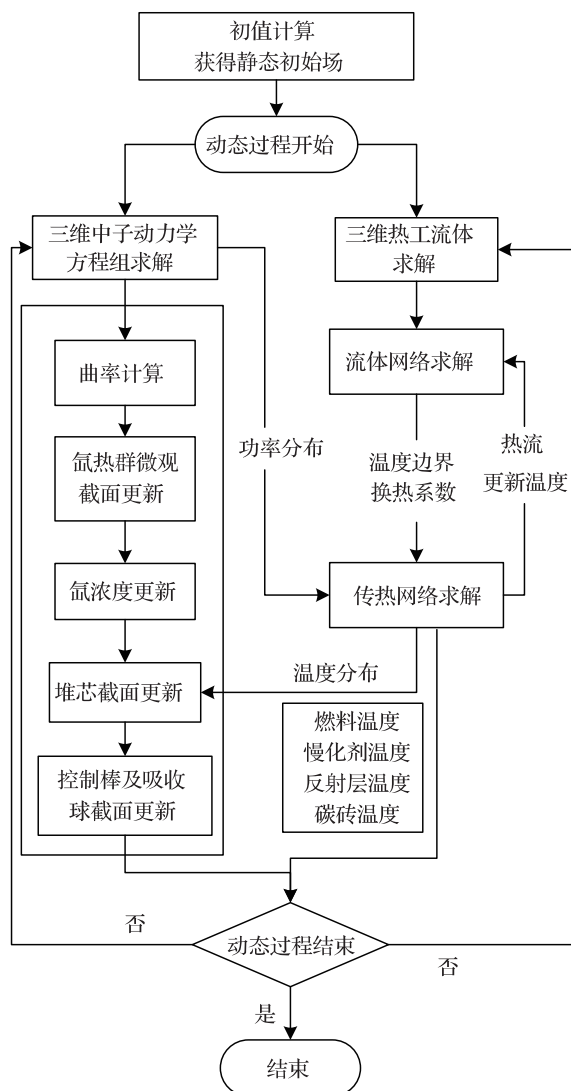 初值计算
获得静态初始场
动态过程开始
三维中子动力学
方程组求解
三维热工流体
求解
曲率计算
流体网络求解
氙热群微观
截面更新
功率分布
温度边界
换热系数
热流
更新温度
氙浓度更新
传热网络求解
堆芯截面更新
温度分布
燃料温度
慢化剂温度
反射层温度
碳砖温度
控制棒及吸收
球截面更新
否
动态过程结束
否
是
结束